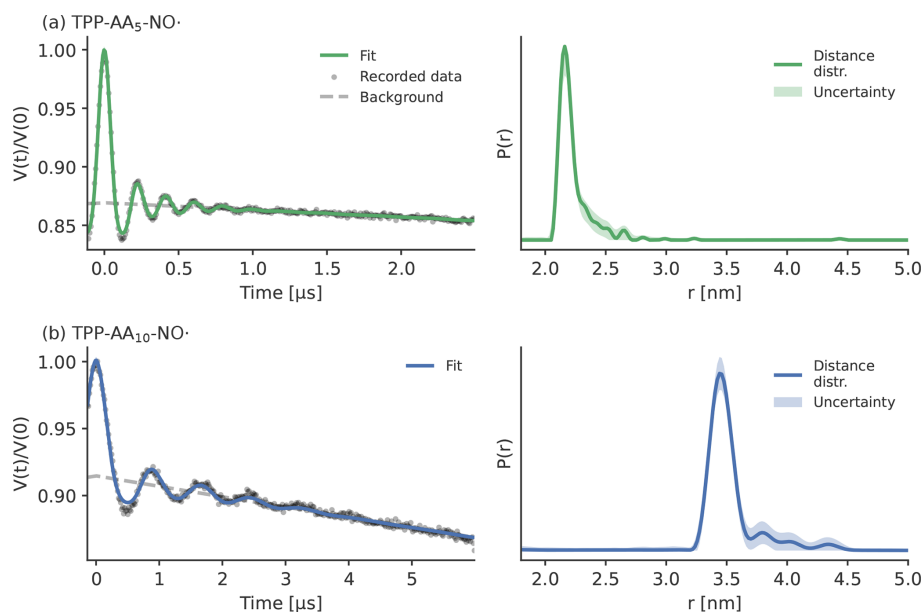 (a) TPP-AA₅-NO·
1.00
0.95
0.90
0.85
V(t)/V(0)
0.0 0.5 1.0 1.5 2.0
Time [μs]
Fit
Recorded data
Background
P(r)
2.0 2.5 3.0 3.5 4.0 4.5 5.0
r [nm]
Distance
distr.
Uncertainty
(b) TPP-AA₁₀-NO·
1.00
0.95
0.90
V(t)/V(0)
0 1 2 3 4 5
Time [μs]
Fit
P(r)
2.0 2.5 3.0 3.5 4.0 4.5 5.0
r [nm]
Distance
distr.
Uncertainty